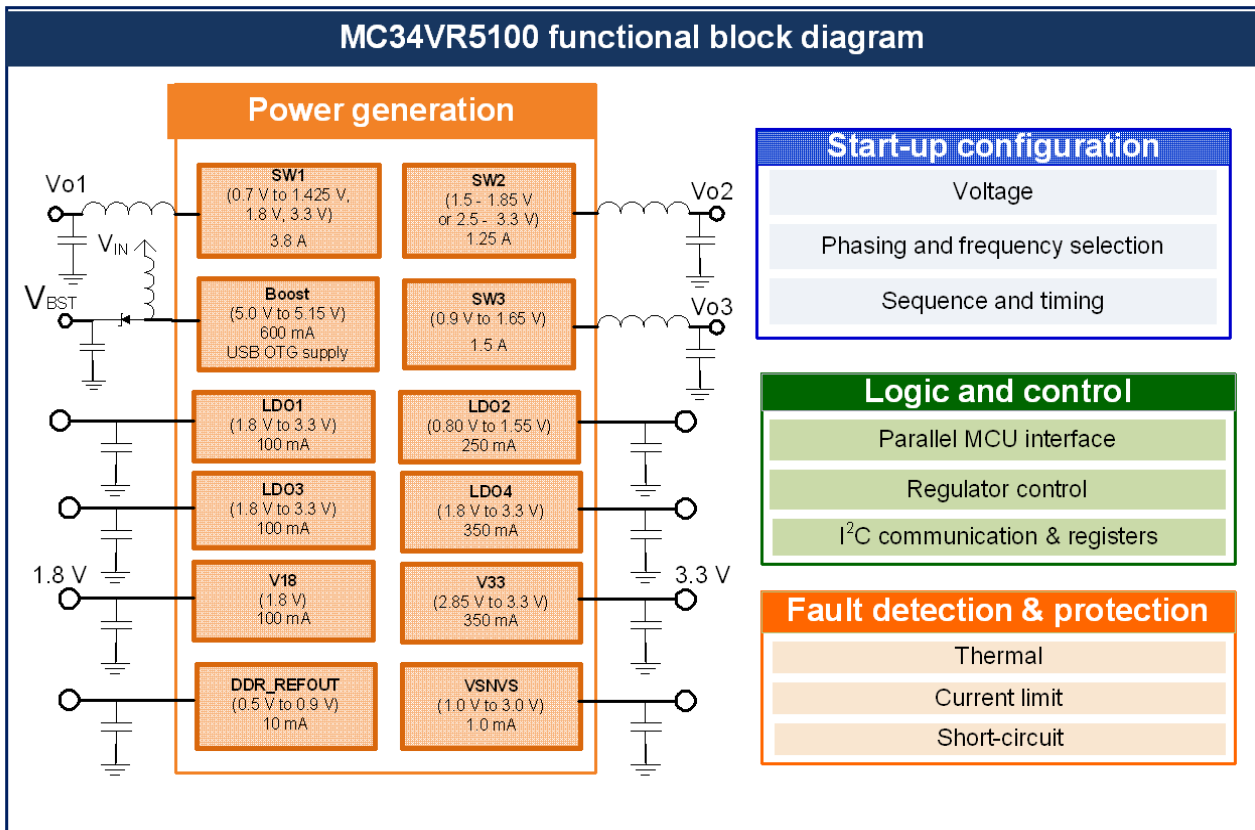 MC34VR5100 functional block diagram
Power generation
Vo1
SW1
(0.7 V to 1.425 V,
1.8 V, 3.3 V)
3.8 A
SW2
(1.5 - 1.85 V
or 2.5 - 3.3 V)
1.25 A
Vo2
VIN
VBST
Boost
(5.0 V to 5.15 V)
600 mA
USB OTG supply
SW3
(0.9 V to 1.65 V)
1.5 A
Vo3
LDO1
(1.8 V to 3.3 V)
100 mA
LDO2
(0.80 V to 1.55 V)
250 mA
LDO3
(1.8 V to 3.3 V)
100 mA
LDO4
(1.8 V to 3.3 V)
350 mA
1.8 V
V18
(1.8 V)
100 mA
V33
(2.85 V to 3.3 V)
350 mA
3.3 V
DDR_REFOUT
(0.5 V to 0.9 V)
10 mA
VSNVS
(1.0 V to 3.0 V)
1.0 mA
Start-up configuration
Voltage
Phasing and frequency selection
Sequence and timing
Logic and control
Parallel MCU interface
Regulator control
I²C communication & registers
Fault detection & protection
Thermal
Current limit
Short-circuit